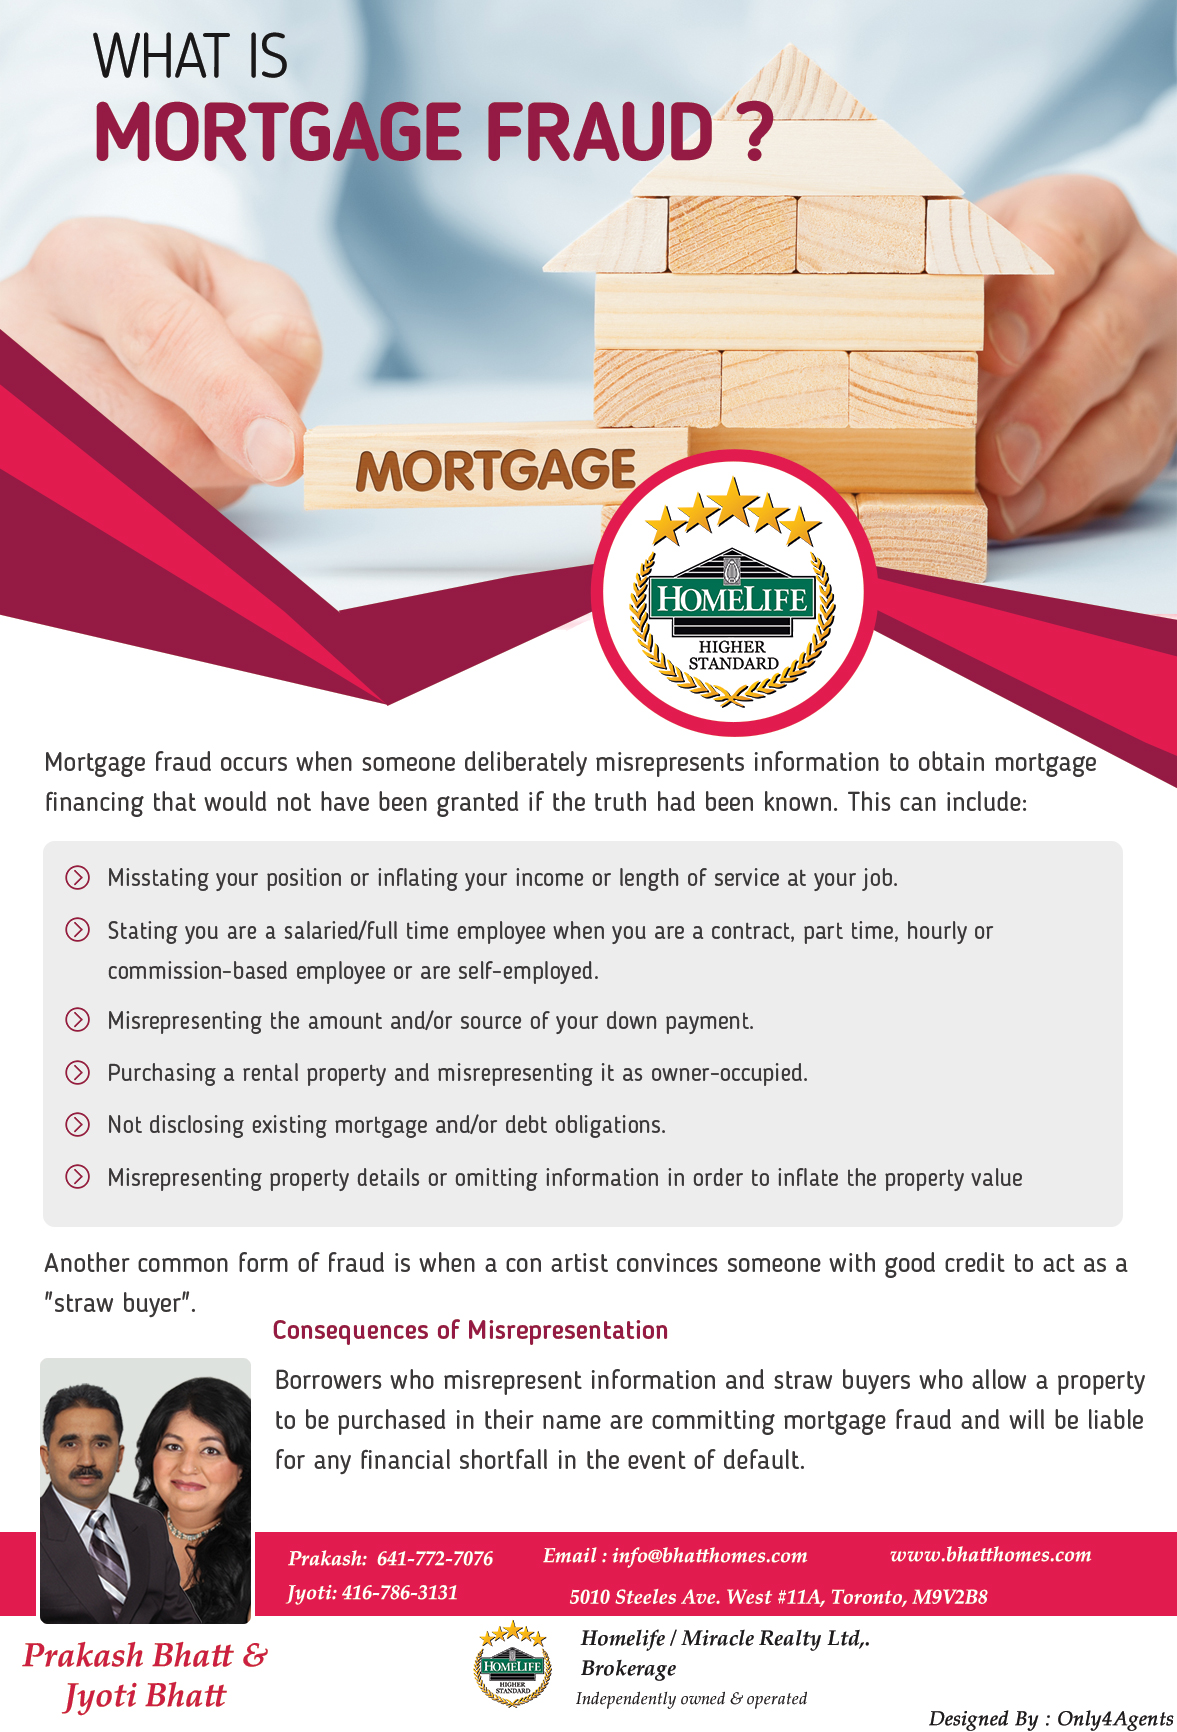 WHAT IS
MORTGAGE FRAUD ?
MORTGAGE
HOMELIFE
HIGHER
STANDARD
Mortgage fraud occurs when someone deliberately misrepresents information to obtain mortgage
financing that would not have been granted if the truth had been known. This can include:
Misstating your position or inflating your income or length of service at your job.
Stating you are a salaried/full time employee when you are a contract, part time, hourly or
commission-based employee or are self-employed.
Misrepresenting the amount and/or source of your down payment.
Purchasing a rental property and misrepresenting it as owner-occupied.
Not disclosing existing mortgage and/or debt obligations.
Misrepresenting property details or omitting information in order to inflate the property value
Another common form of fraud is when a con artist convinces someone with good credit to act as a
"straw buyer".
Consequences of Misrepresentation
Borrowers who misrepresent information and straw buyers who allow a property
to be purchased in their name are committing mortgage fraud and will be liable
for any financial shortfall in the event of default.
Prakash: 641-772-7076
Jyoti: 416-786-3131
Email : info@bhatthomes.com
www.bhatthomes.com
5010 Steeles Ave. West #11A, Toronto, M9V2B8
Prakash Bhatt &
Jyoti Bhatt
HOMELIFE
HIGHER
STANDARD
Homelife / Miracle Realty Ltd,.
Brokerage
Independently owned & operated
Designed By : Only4Agents